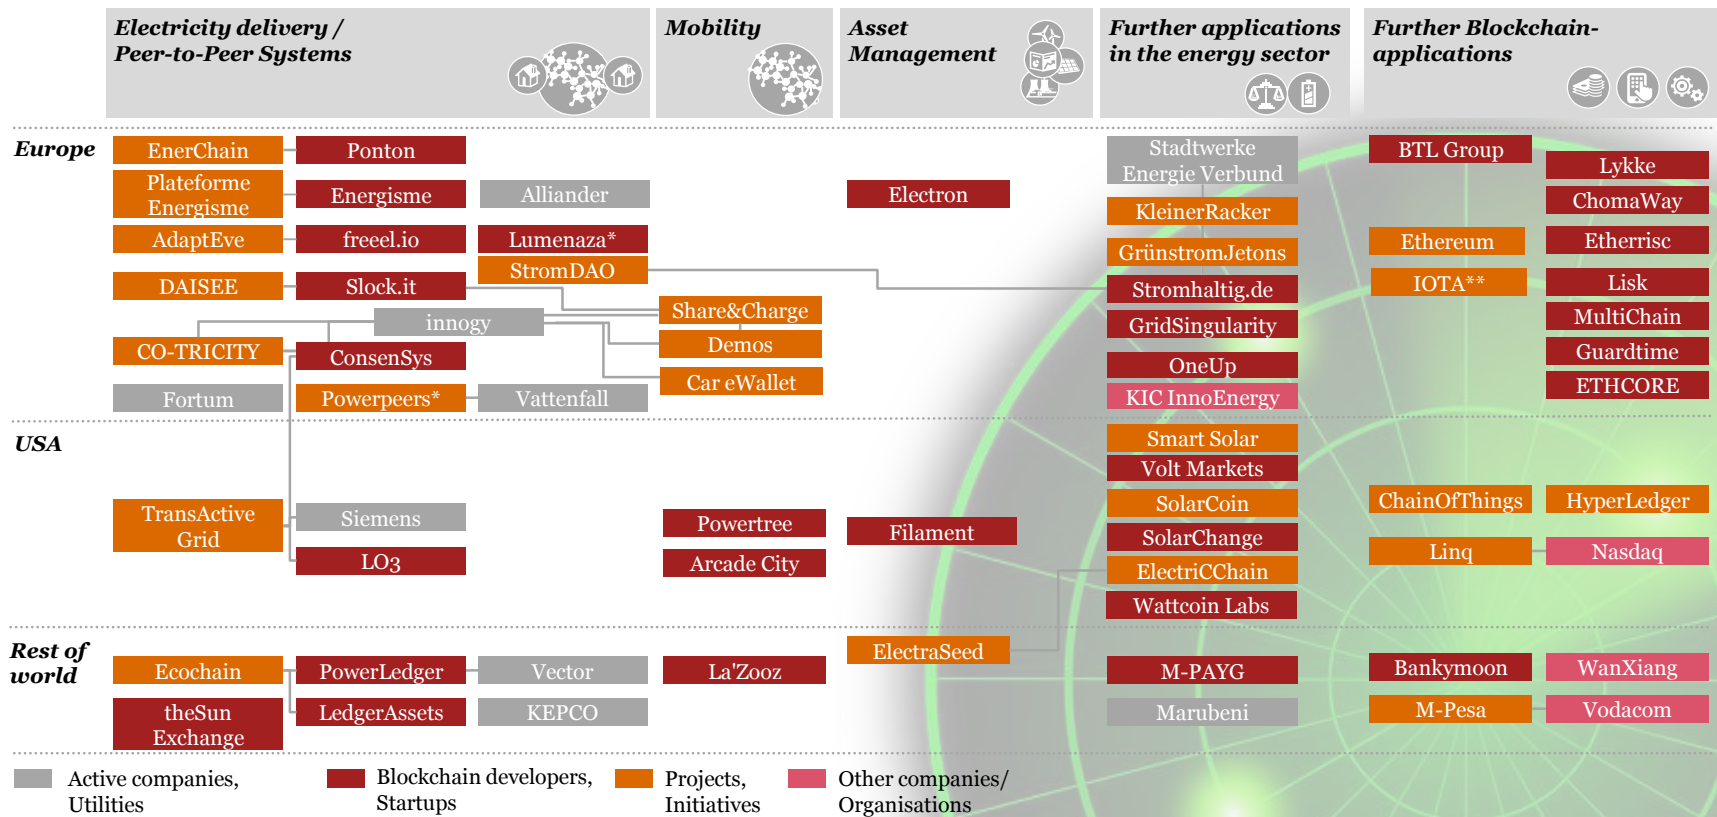 Electricity delivery /
Peer-to-Peer Systems
Mobility
Asset
Management
Further applications
in the energy sector
Further Blockchain-
applications
Europe
EnerChain
Ponton
Plateforme
Energisme
Energisme
Alliander
AdaptEve
freeel.io
Lumenaza*
StromDAO
DAISEE
Slock.it
innogy
CO-TRICITY
ConsenSys
Fortum
Powerpeers*
Vattenfall
Share&Charge
Demos
Car eWallet
Electron
Stadtwerke
Energie Verbund
KleinerRacker
GrünstromJetons
Stromhaltig.de
GridSingularity
OneUp
KIC InnoEnergy
BTL Group
Ethereum
IOTA**
Lykke
ChomaWay
Etherrisc
Lisk
MultiChain
Guardtime
ETHCORE
USA
TransActive
Grid
Siemens
LO3
Powertree
Arcade City
Filament
Smart Solar
Volt Markets
SolarCoin
SolarChange
ElectriCChain
Wattcoin Labs
ChainOfThings
HyperLedger
Linq
Nasdaq
Rest of
world
Ecochain
PowerLedger
Vector
theSun
Exchange
LedgerAssets
KEPCO
La'Zooz
ElectraSeed
M-PAYG
Marubeni
Bankymoon
WanXiang
M-Pesa
Vodacom
Active companies,
Utilities
Blockchain developers,
Startups
Projects,
Initiatives
Other companies/
Organisations